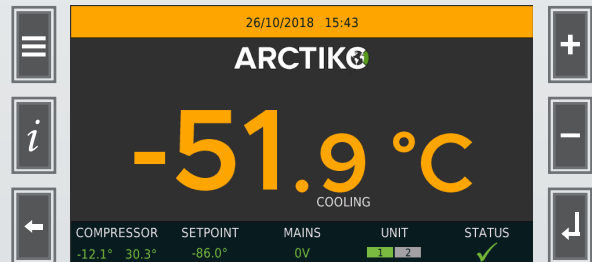 26/10/2018 15:43
ARCTIKO
-51.9 °C
COOLING
COMPRESSOR SETPOINT MAINS UNIT STATUS
-12.1° 30.3° -86.0° 0V 1 2
i